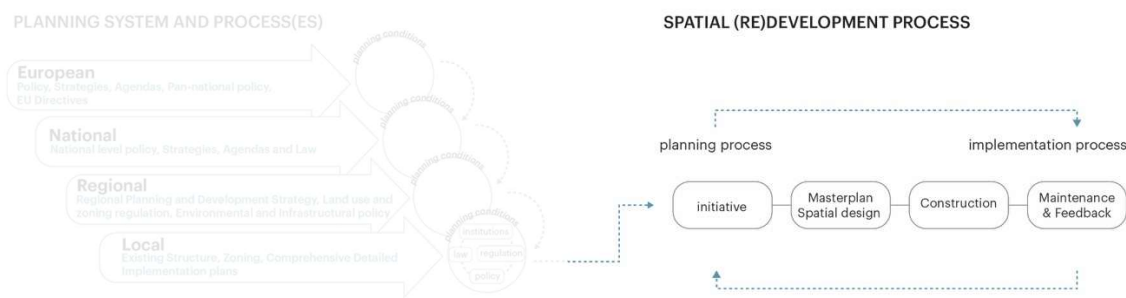 PLANNING SYSTEM AND PROCESS(ES)
SPATIAL (RE)DEVELOPMENT PROCESS
planning conditions
European
Policy, Strategies, Agendas, Pan-national policy,
EU Directives
planning conditions
National
National level policy, Strategies, Agendas and Law
planning conditions
Regional
Regional Planning and Development Strategy, Land use and
zoning regulation, Environmental and Infrastructural policy
planning conditions
Local
Existing Structure, Zoning, Comprehensive Detailed
Implementation plans
institutions
law
regulation
policy
planning process
implementation process
initiative
Masterplan
Spatial design
Construction
Maintenance
& Feedback